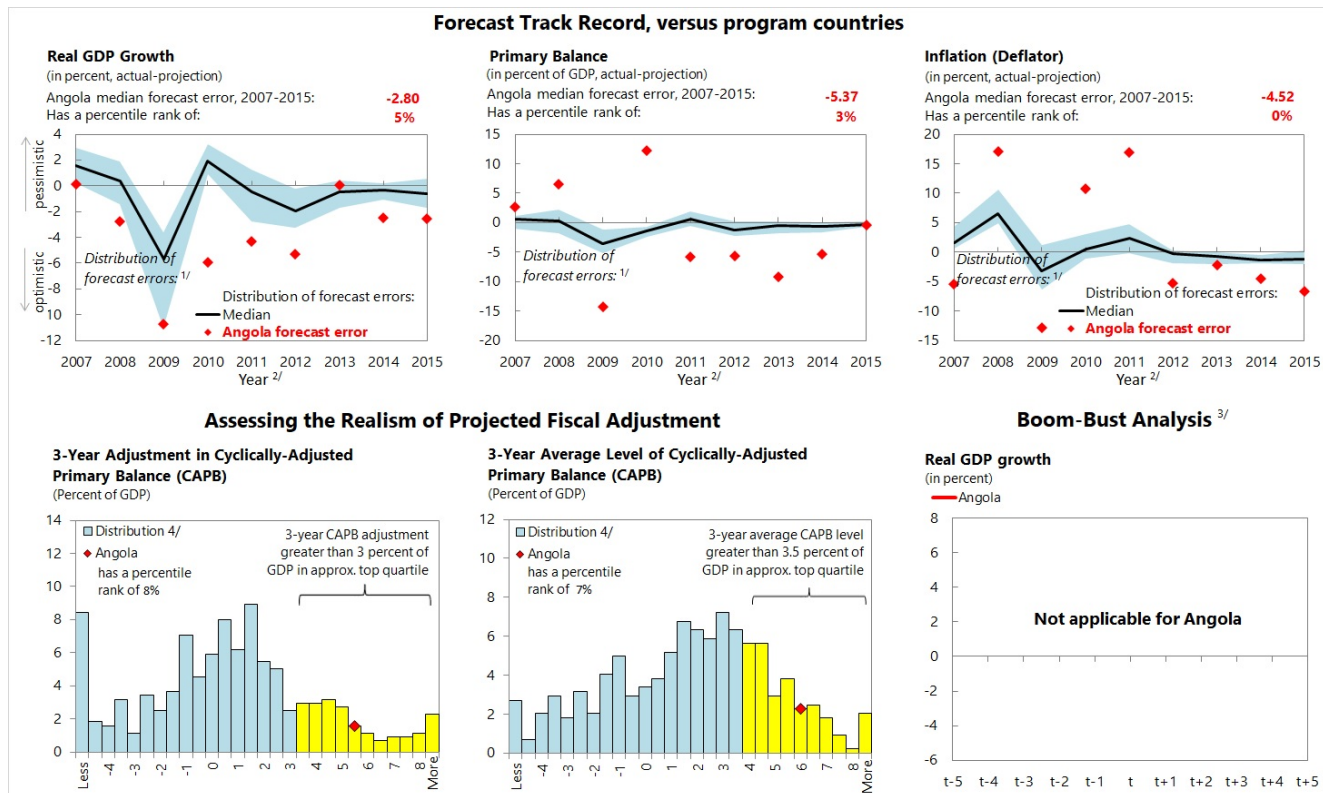 Forecast Track Record, versus program countries
Real GDP Growth
(in percent, actual-projection)
Angola median forecast error, 2007-2015: -2.80
Has a percentile rank of: 5%
pessimistic
optimistic
4
2
0
-2
-4
-6
-8
-10
-12
Distribution of
forecast errors: 1/
Distribution of forecast errors:
Median
Angola forecast error
2007 2008 2009 2010 2011 2012 2013 2014 2015
Year 2/
Primary Balance
(in percent of GDP, actual-projection)
Angola median forecast error, 2007-2015: -5.37
Has a percentile rank of: 3%
15
10
5
0
-5
-10
-15
-20
Distribution of
forecast errors: 1/
Distribution of forecast errors:
Median
Angola forecast error
2007 2008 2009 2010 2011 2012 2013 2014 2015
Year 2/
Inflation (Deflator)
(in percent, actual-projection)
Angola median forecast error, 2007-2015: -4.52
Has a percentile rank of: 0%
20
15
10
5
0
-5
-10
-15
Distribution of
forecast errors: 1/
Distribution of forecast errors:
Median
Angola forecast error
2007 2008 2009 2010 2011 2012 2013 2014 2015
Year 2/
Assessing the Realism of Projected Fiscal Adjustment
3-Year Adjustment in Cyclically-Adjusted
Primary Balance (CAPB)
(Percent of GDP)
14
12
10
8
6
4
2
0
Distribution 4/
Angola
has a percentile
rank of 8%
3-year CAPB adjustment
greater than 3 percent of
GDP in approx. top quartile
Less -4 -3 -2 -1 0 1 2 3 4 5 6 7 8 More
3-Year Average Level of Cyclically-Adjusted
Primary Balance (CAPB)
(Percent of GDP)
12
10
8
6
4
2
0
Distribution 4/
Angola
has a percentile
rank of 7%
3-year average CAPB level
greater than 3.5 percent of
GDP in approx. top quartile
Less -4 -3 -2 -1 0 1 2 3 4 5 6 7 8 More
Boom-Bust Analysis 3/
Real GDP growth
(in percent)
Angola
8
6
4
2
0
-2
-4
-6
Not applicable for Angola
t-5 t-4 t-3 t-2 t-1 t t+1 t+2 t+3 t+4 t+5